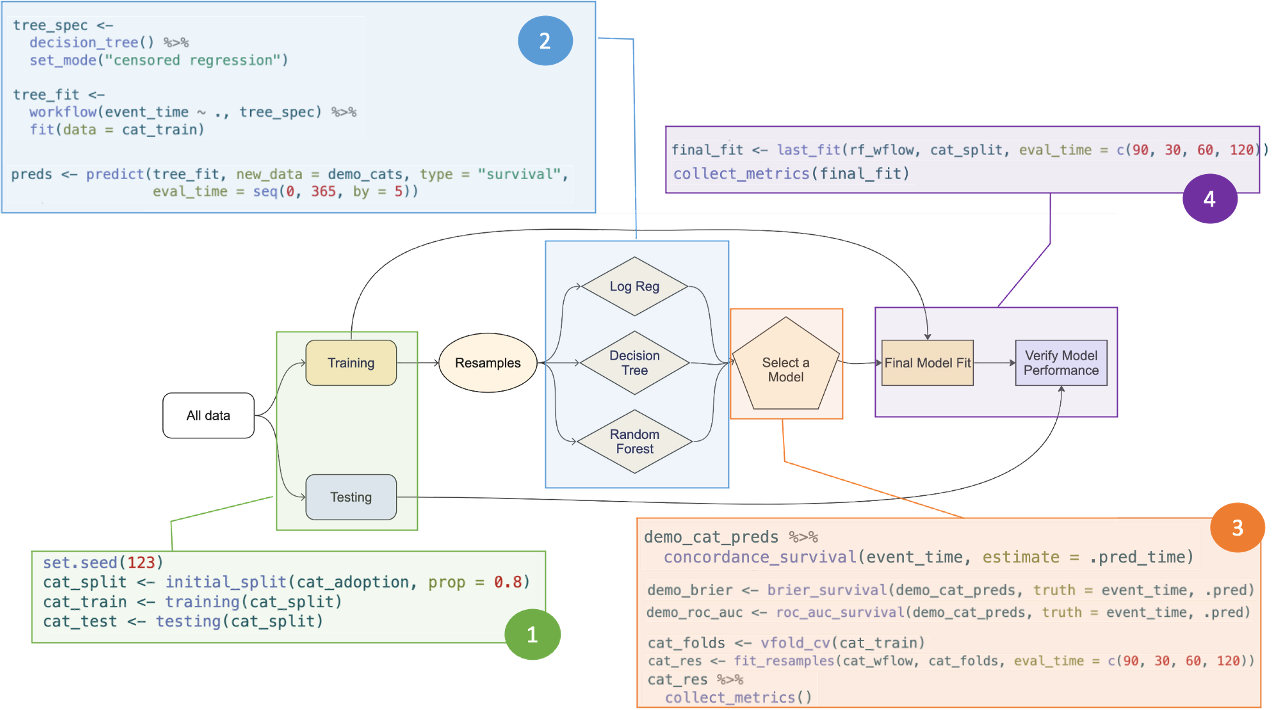 tree_spec <-
decision_tree() %>%
set_mode("censored regression")
tree_fit <-
workflow(event_time ~ ., tree_spec) %>%
fit(data = cat_train)
preds <- predict(tree_fit, new_data = demo_cats, type = "survival",
eval_time = seq(0, 365, by = 5))
2
final_fit <- last_fit(rf_wflow, cat_split, eval_time = c(90, 30, 60, 120))
collect_metrics(final_fit)
4
All data
Training
Testing
Resamples
Log Reg
Decision
Tree
Random
Forest
Select a
Model
Final Model Fit
Verify Model
Performance
set.seed(123)
cat_split <- initial_split(cat_adoption, prop = 0.8)
cat_train <- training(cat_split)
cat_test <- testing(cat_split)
1
3
demo_cat_preds %>%
concordance_survival(event_time, estimate = .pred_time)
demo_brier <- brier_survival(demo_cat_preds, truth = event_time, .pred)
demo_roc_auc <- roc_auc_survival(demo_cat_preds, truth = event_time, .pred)
cat_folds <- vfold_cv(cat_train)
cat_res <- fit_resamples(cat_wflow, cat_folds, eval_time = c(90, 30, 60, 120))
cat_res %>%
collect_metrics()